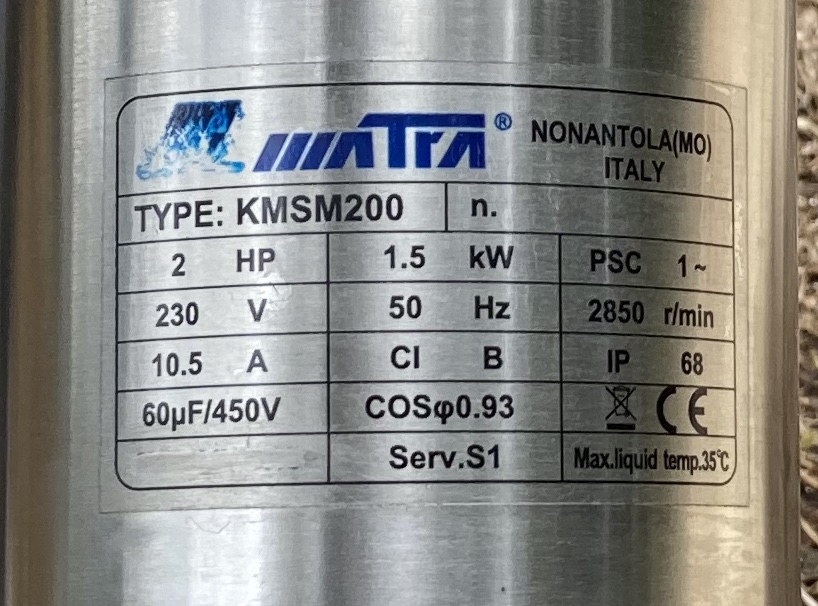 MATRA® NONANTOLA(MO)
ITALY
TYPE: KMSM200 n.
2 HP 1.5 kW PSC 1~
230 V 50 Hz 2850 r/min
10.5 A Cl B IP 68
60µF/450V COSφ0.93 CE
Serv.S1 Max.liquid temp.35℃